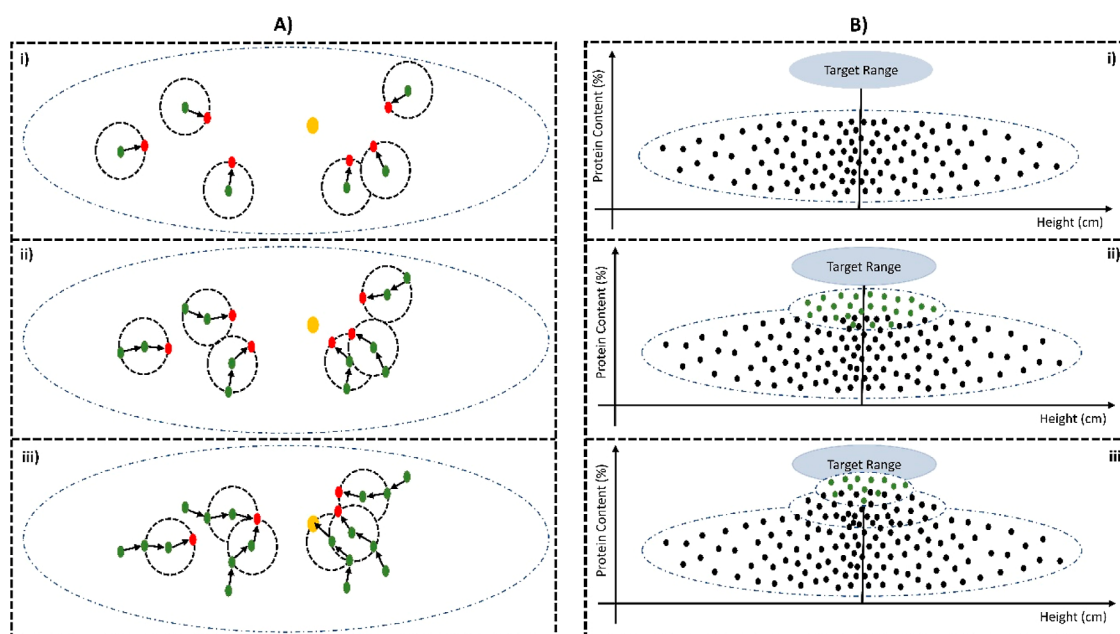 A)
i)
ii)
iii)
B)
i)
Target Range
Protein Content (%)
Height (cm)
ii)
Target Range
Protein Content (%)
Height (cm)
iii
Target Range
Protein Content (%)
Height (cm)